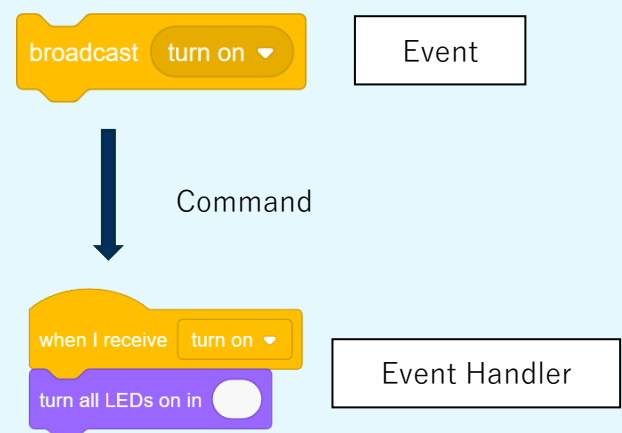 broadcast turn on
Event
Command
when I receive turn on
turn all LEDs on in
Event Handler